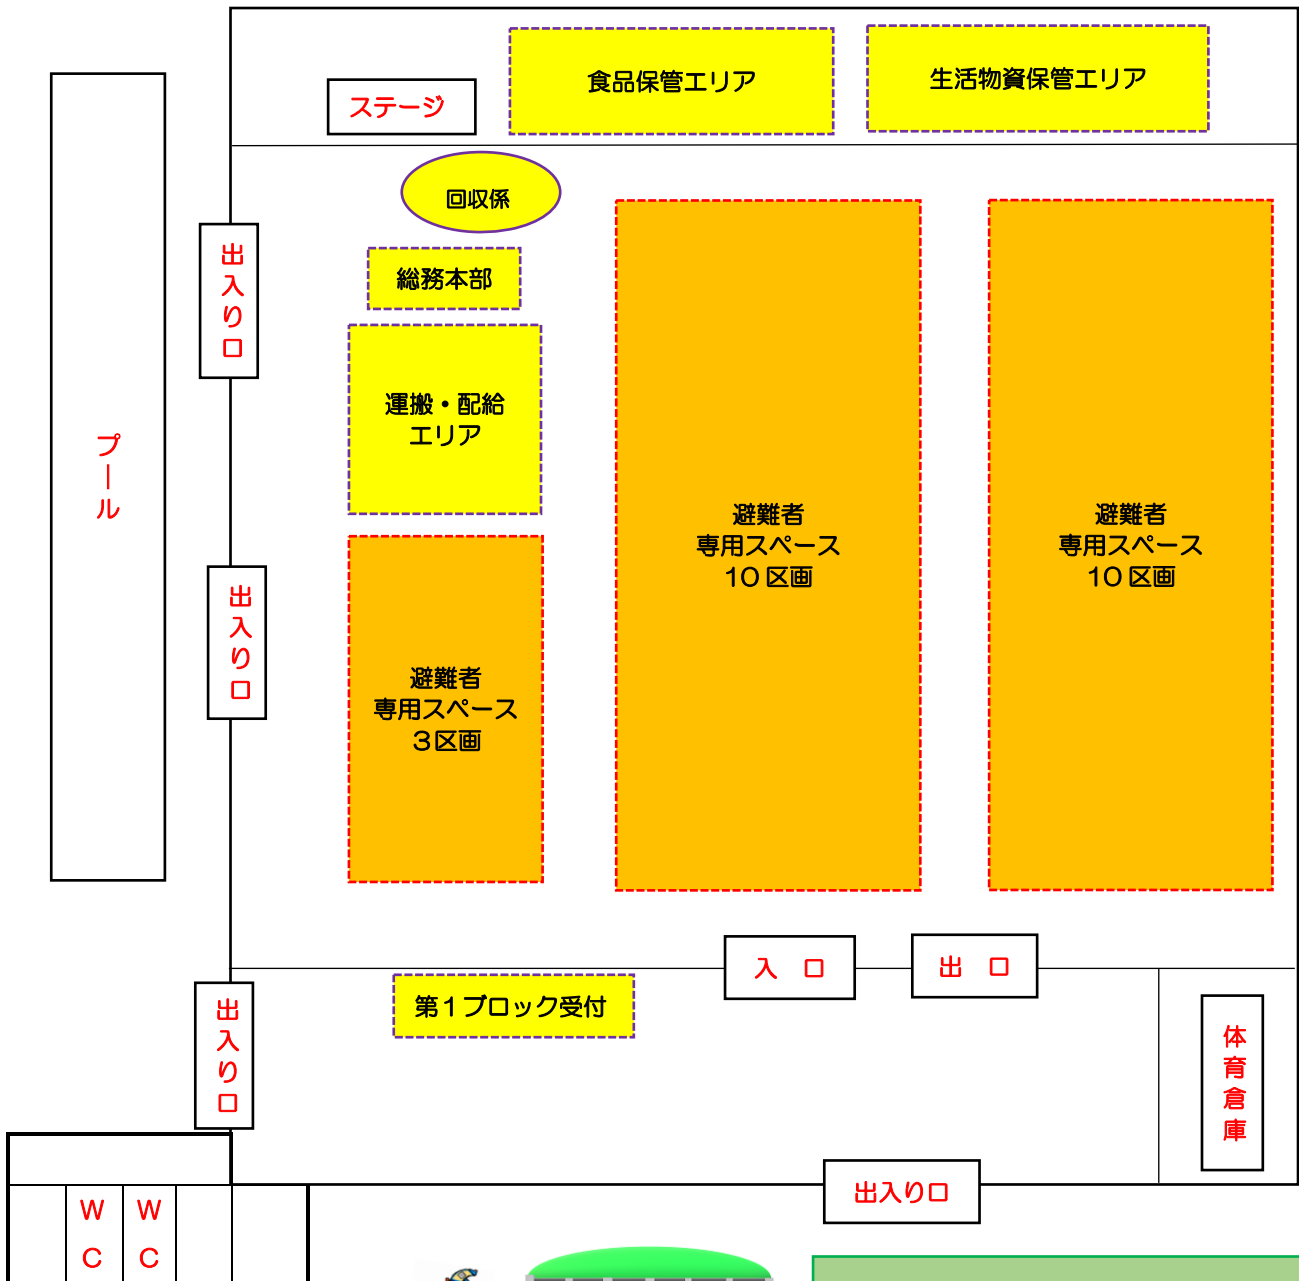 食品保管エリア
生活物資保管エリア
ステージ
回収係
総務本部
運搬・配給
エリア
出入り口
プール
避難者
専用スペース
10区画
避難者
専用スペース
10区画
出入り口
避難者
専用スペース
3区画
入　口
出　口
第1ブロック受付
出入り口
体育倉庫
出入り口
WC
WC